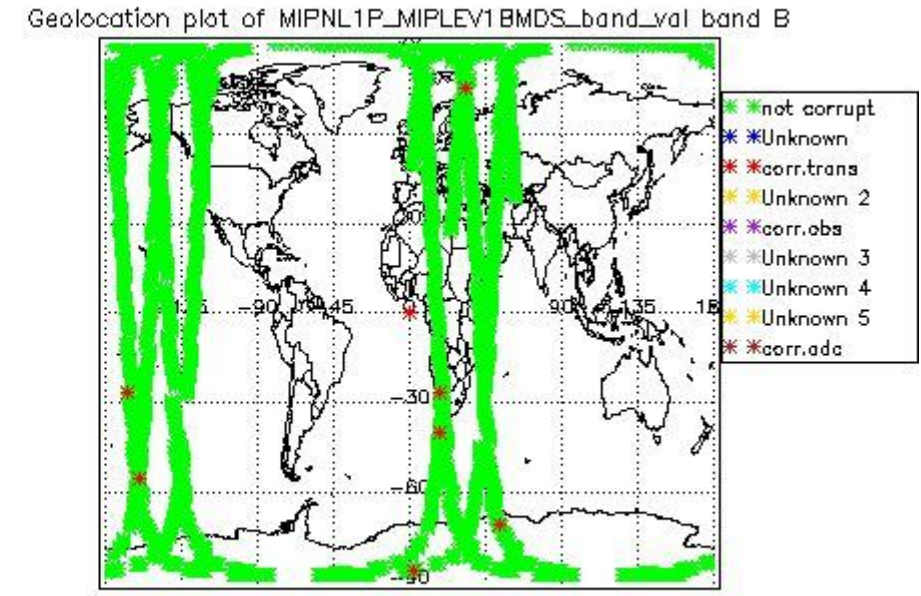 Geolocation plot of MIPNL1P_MIPLEV1BMDS_band_val band B
not corrupt
Unknown
corr.trans
Unknown 2
corr.obs
Unknown 3
Unknown 4
Unknown 5
corr.adc
-90
-45
90
135
-30
-60
-90